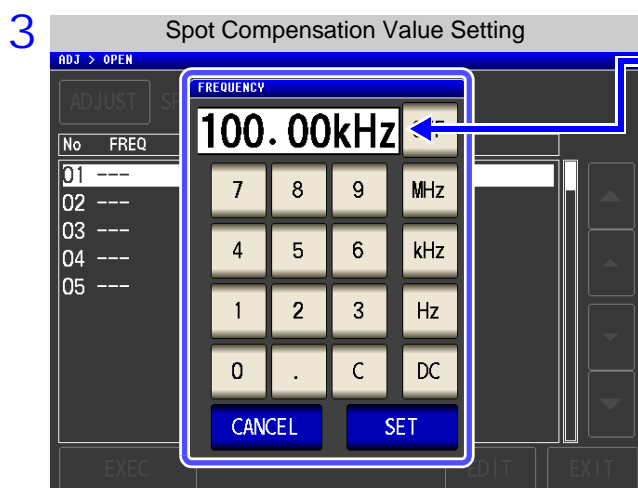 3 Spot Compensation Value Setting
ADJ > OPEN
ADJUST
FREQUENCY
100.00kHz
No FREQ
01 ---
02 ---
03 ---
04 ---
05 ---
7 8 9 MHz
4 5 6 kHz
1 2 3 Hz
0 . C DC
CANCEL SET
EXEC EDIT EXIT